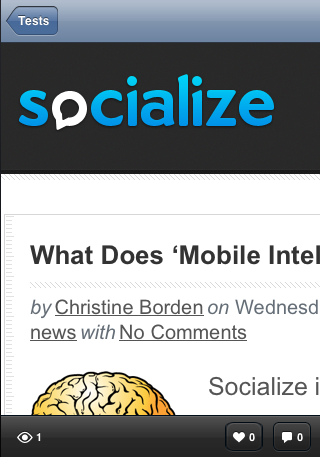 Tests
socialize
What Does ‘Mobile Intel
by Christine Borden on Wednesd
news with No Comments
Socialize i
1
0
0